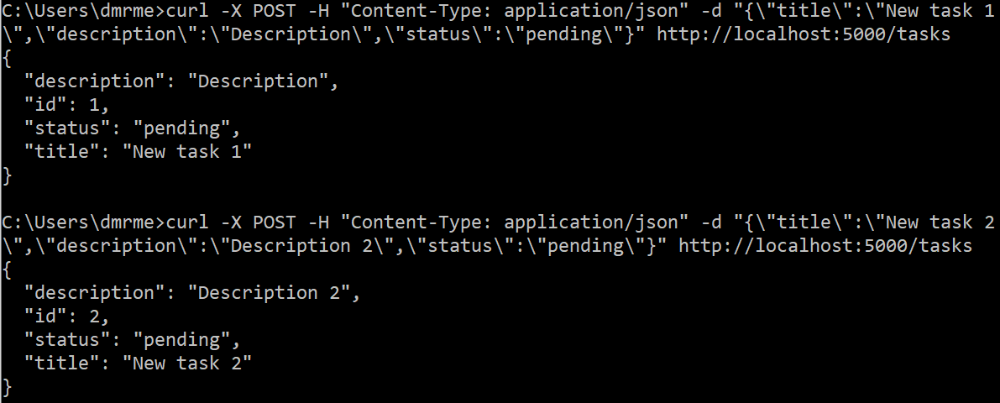 C:\Users\dmrme>curl -X POST -H "Content-Type: application/json" -d "{\"title\":\"New task 1
\",\"description\":\"Description\",\"status\":\"pending\"}" http://localhost:5000/tasks
{
  "description": "Description",
  "id": 1,
  "status": "pending",
  "title": "New task 1"
}

C:\Users\dmrme>curl -X POST -H "Content-Type: application/json" -d "{\"title\":\"New task 2
\",\"description\":\"Description 2\",\"status\":\"pending\"}" http://localhost:5000/tasks
{
  "description": "Description 2",
  "id": 2,
  "status": "pending",
  "title": "New task 2"
}